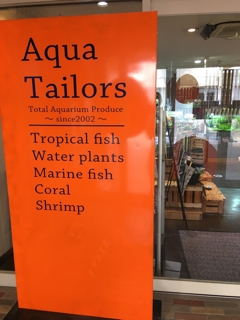 Aqua
Tailors
Total Aquarium Produce
～ since2002 ～
Tropical fish
Water plants
Marine fish
Coral
Shrimp